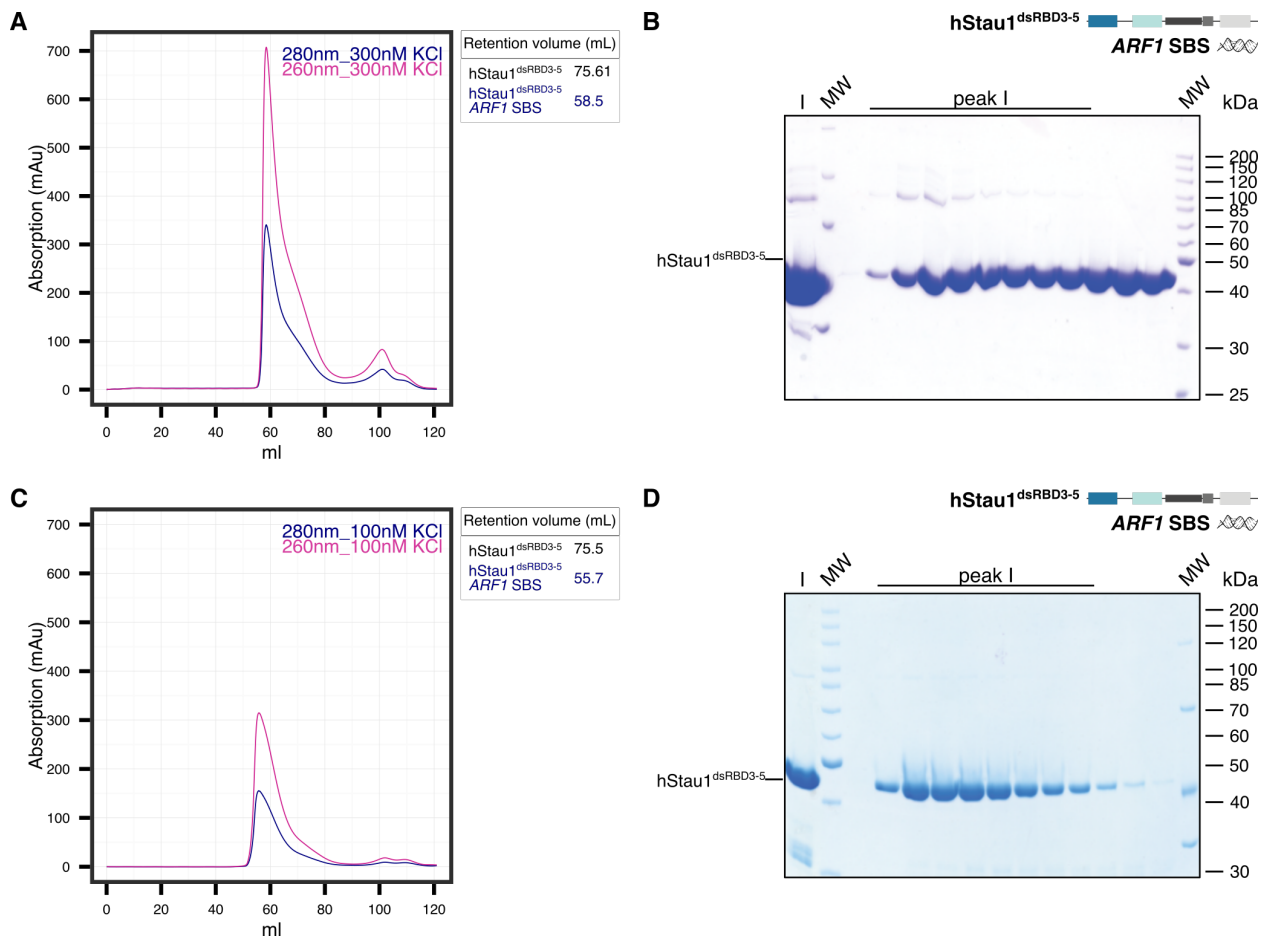 A
700
600
500
400
300
200
100
0
0 20 40 60 80 100 120
Absorption (mAu)
ml
280nm_300nM KCl
260nm_300nM KCl
Retention volume (mL)
hStau1dsRBD3-5 75.61
hStau1dsRBD3-5
ARF1 SBS 58.5
B
hStau1dsRBD3-5
ARF1 SBS
I MW peak I MW kDa
200
150
120
100
85
70
60
50
40
30
25
hStau1dsRBD3-5
C
700
600
500
400
300
200
100
0
0 20 40 60 80 100 120
Absorption (mAu)
ml
280nm_100nM KCl
260nm_100nM KCl
Retention volume (mL)
hStau1dsRBD3-5 75.5
hStau1dsRBD3-5
ARF1 SBS 55.7
D
hStau1dsRBD3-5
ARF1 SBS
I MW peak I MW kDa
200
150
120
100
85
70
60
50
40
30
hStau1dsRBD3-5